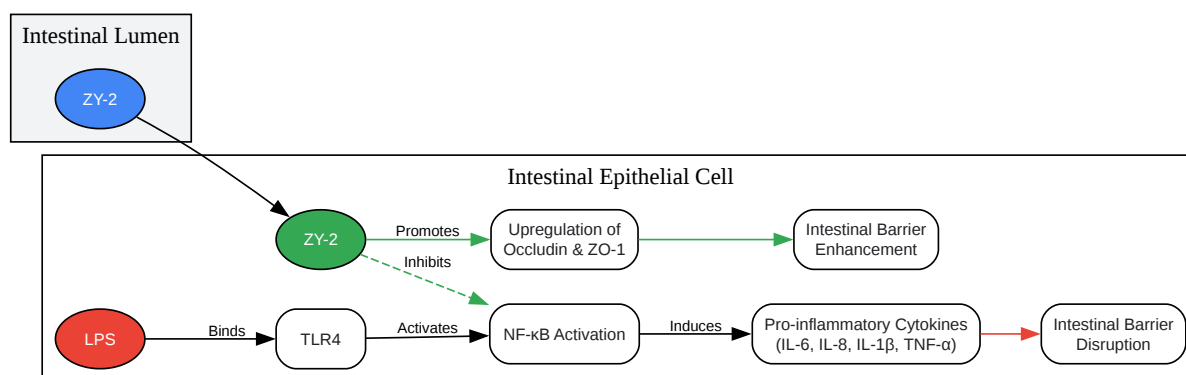 Intestinal Lumen
ZY-2
Intestinal Epithelial Cell
ZY-2
Promotes
Upregulation of
Occludin & ZO-1
Intestinal Barrier
Enhancement
Inhibits
LPS
Binds
TLR4
Activates
NF-κB Activation
Induces
Pro-inflammatory Cytokines
(IL-6, IL-8, IL-1β, TNF-α)
Intestinal Barrier
Disruption